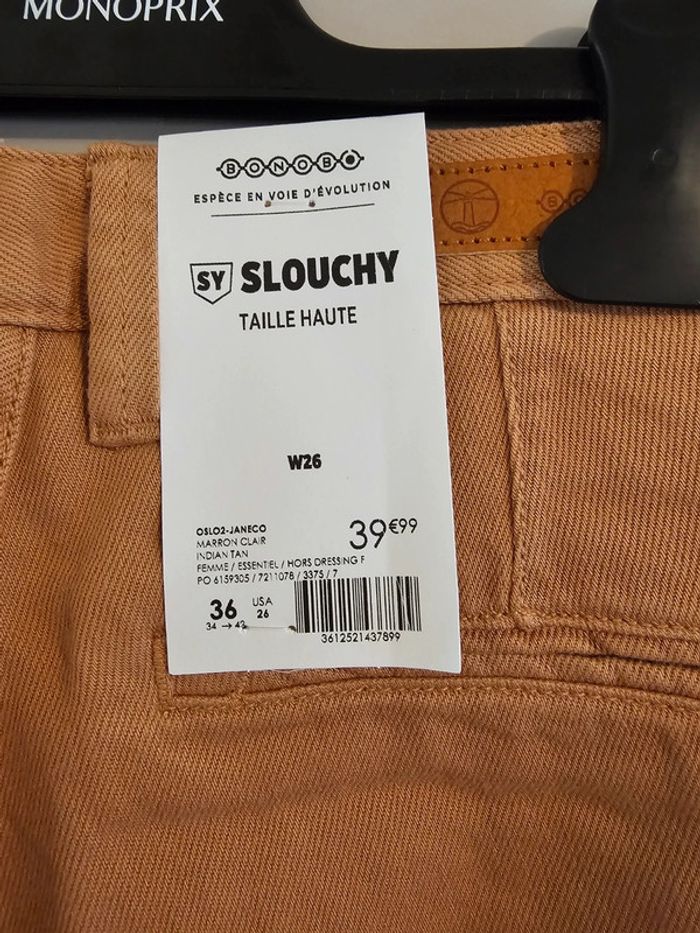 MONOPRIX
BONOBO
ESPÈCE EN VOIE D'ÉVOLUTION
SY SLOUCHY
TAILLE HAUTE
W26
OSLO2-JANECO
39€99
MARRON CLAIR
INDIAN TAN
FEMME / ESSENTIEL / HORS DRESSING F
PO 6159305 / 7211078 / 3375 / 7
36 USA
26
34 → 42
3612521437899